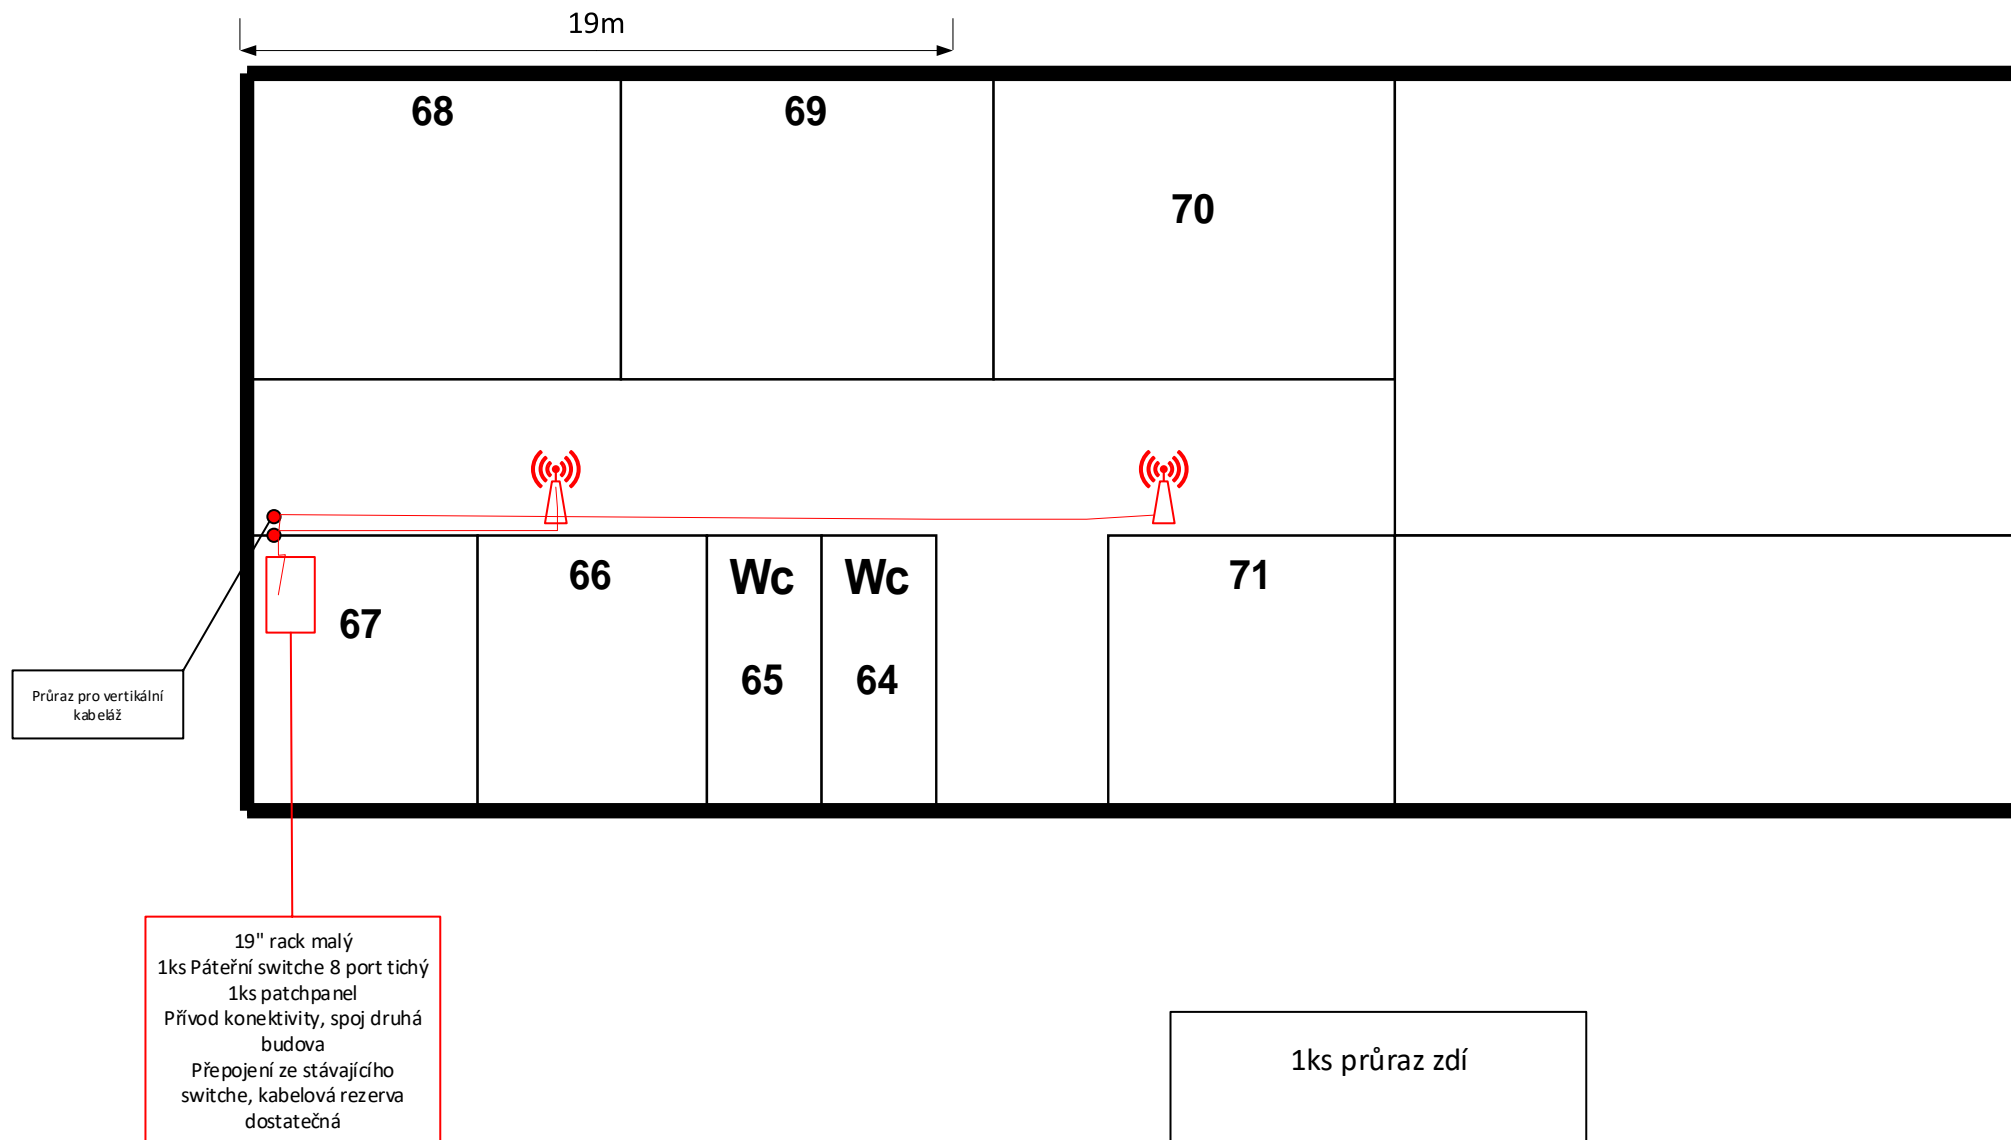 19m
68
69
70
66
Wc
Wc
71
67
65
64
Průraz pro vertikální
kabeláž
19" rack malý
1ks Páteřní switche 8 port tichý
1ks patchpanel
Přívod konektivity, spoj druhá
budova
Přepojení ze stávajícího
switche, kabelová rezerva
dostatečná
1ks průraz zdí